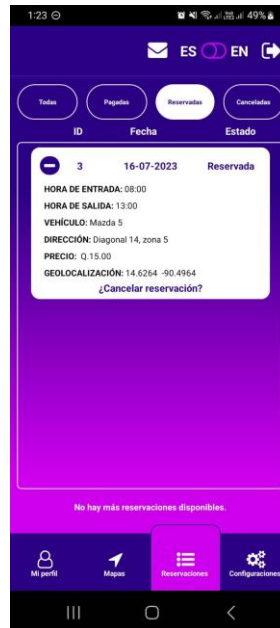 1:23 49%
ES EN
Todas Pagadas Reservadas Canceladas
ID Fecha Estado
3 16-07-2023 Reservada
HORA DE ENTRADA: 08:00
HORA DE SALIDA: 13:00
VEHÍCULO: Mazda 5
DIRECCIÓN: Diagonal 14, zona 5
PRECIO: Q.15.00
GEOLOCALIZACIÓN: 14.6264 -90.4964
¿Cancelar reservación?
No hay más reservaciones disponibles.
Mi perfil Mapas Reservaciones Configuraciones